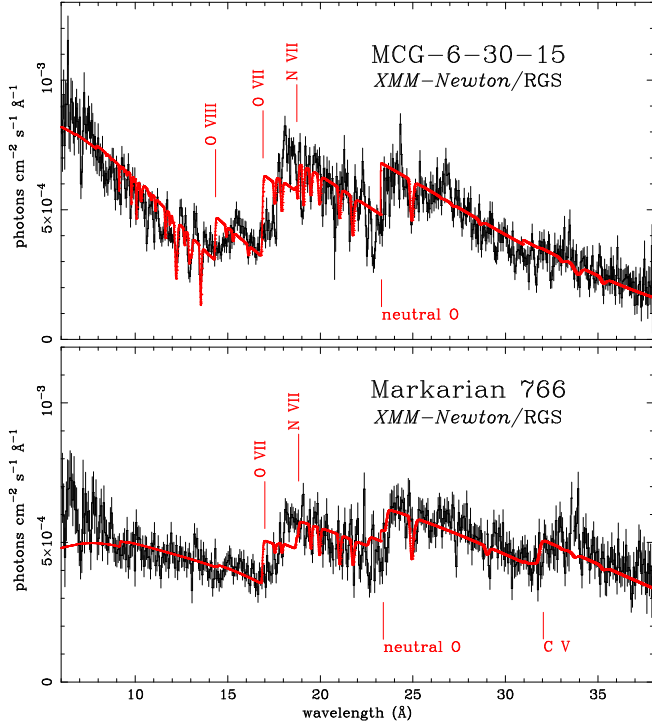 MCG−6−30−15
XMM−Newton/RGS
O VIII
O VII
N VII
neutral O
photons cm⁻² s⁻¹ Å⁻¹
10⁻³
5×10⁻⁴
0
Markarian 766
XMM−Newton/RGS
O VII
N VII
neutral O
C V
photons cm⁻² s⁻¹ Å⁻¹
10⁻³
5×10⁻⁴
0
10 15 20 25 30 35
wavelength (Å)